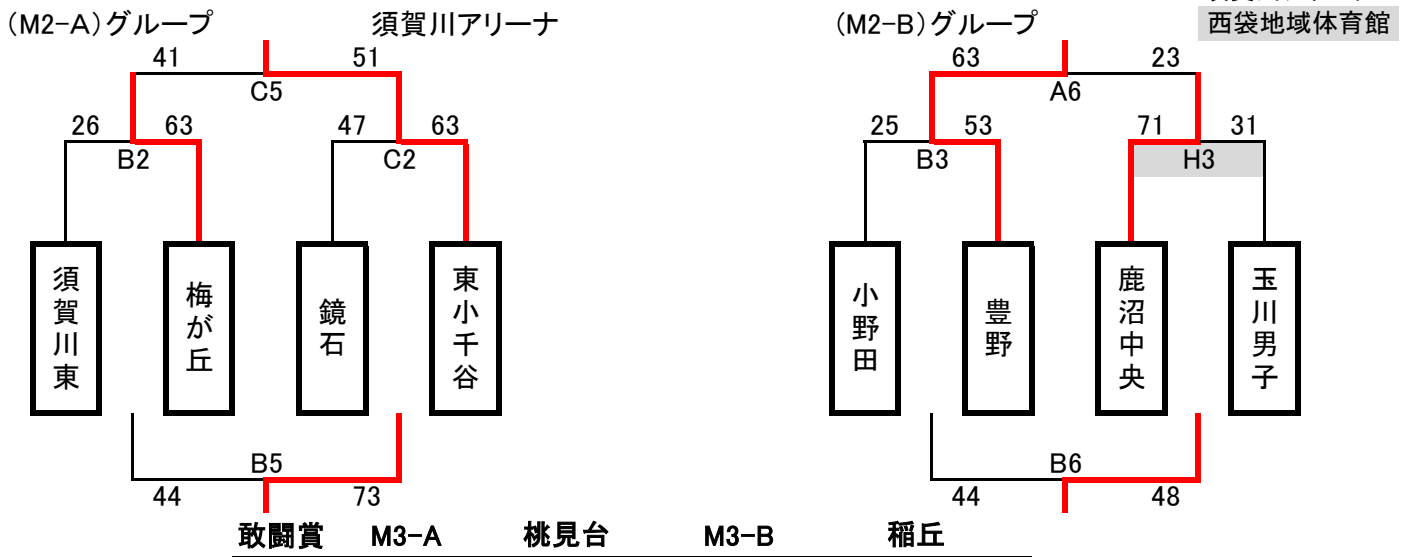 (M2-A)グループ 須賀川アリーナ (M2-B)グループ 西袋地域体育館
41 51 63 23
C5 A6
26 63 47 63 25 53 71 31
B2 C2 B3 H3
須賀川東
梅が丘
鏡石
東小千谷
小野田
豊野
鹿沼中央
玉川男子
B5 B6
44 73 44 48
敢闘賞 M3-A 桃見台 M3-B 稲丘